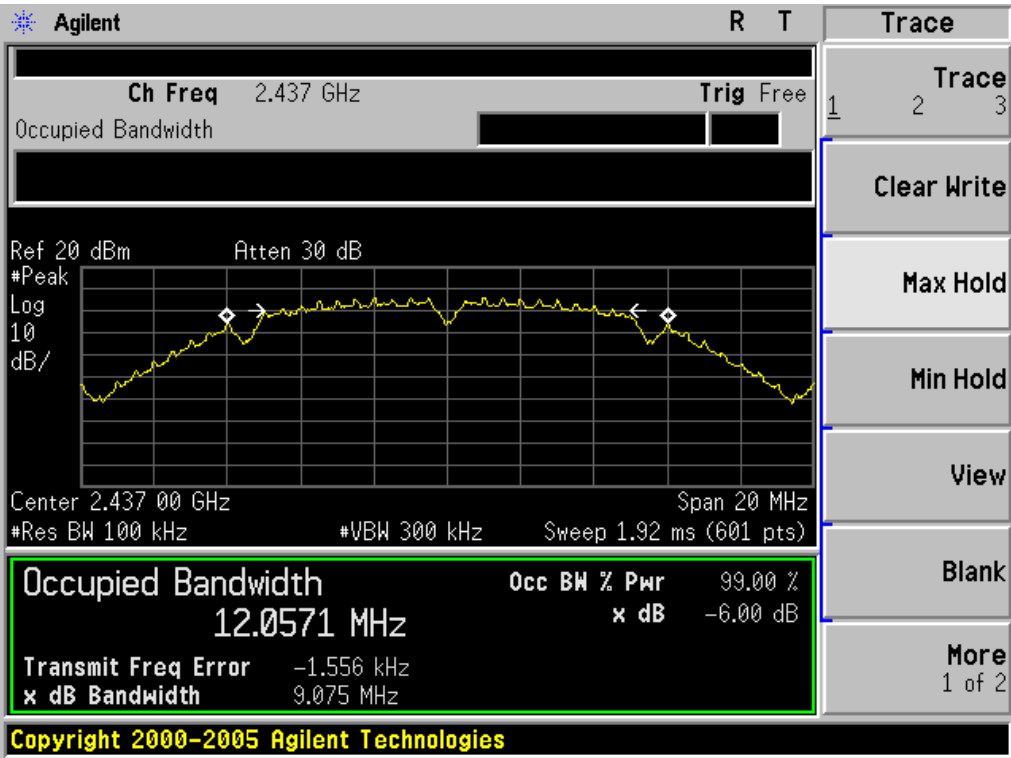 Agilent R T
Ch Freq 2.437 GHz Trig Free
Occupied Bandwidth
Ref 20 dBm Atten 30 dB
#Peak
Log
10
dB/
Center 2.437 00 GHz Span 20 MHz
#Res BW 100 kHz #VBW 300 kHz Sweep 1.92 ms (601 pts)
Occupied Bandwidth Occ BW % Pwr 99.00 %
12.0571 MHz x dB -6.00 dB
Transmit Freq Error -1.556 kHz
x dB Bandwidth 9.075 MHz
Copyright 2000-2005 Agilent Technologies
Trace
Trace
1 2 3
Clear Write
Max Hold
Min Hold
View
Blank
More
1 of 2